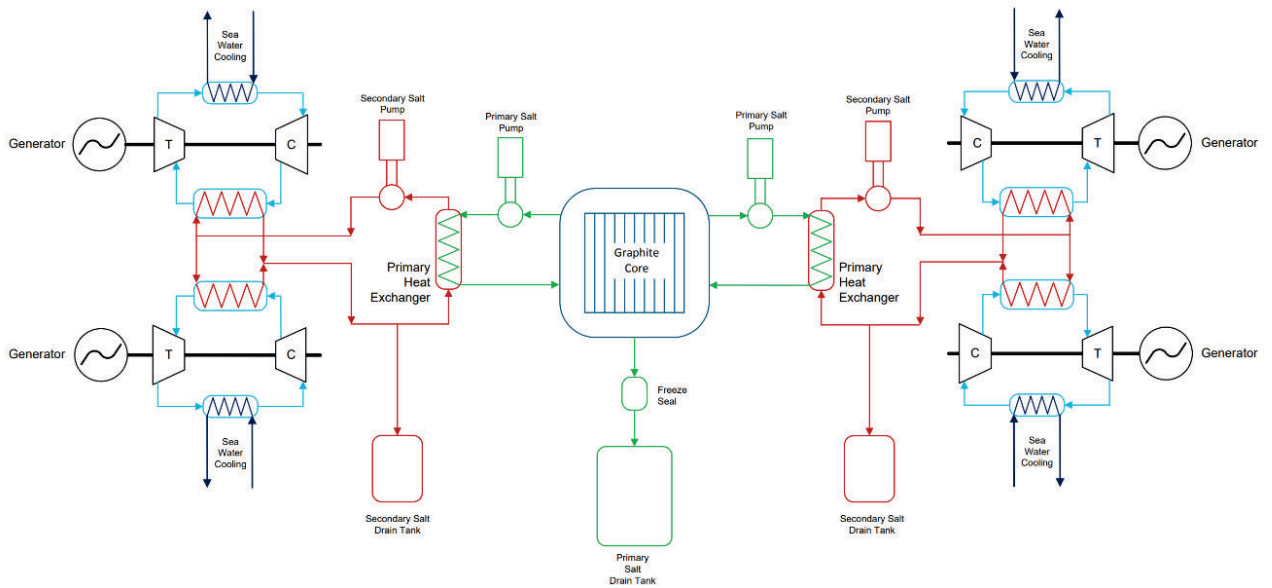 Sea
Water
Cooling
Sea
Water
Cooling
Secondary Salt
Pump
Primary Salt
Pump
Primary Salt
Pump
Secondary Salt
Pump
Generator
T
C
C
T
Generator
Graphite
Core
Primary
Heat
Exchanger
Primary
Heat
Exchanger
Generator
T
C
C
T
Generator
Freeze
Seal
Sea
Water
Cooling
Sea
Water
Cooling
Secondary Salt
Drain Tank
Secondary Salt
Drain Tank
Primary
Salt
Drain Tank